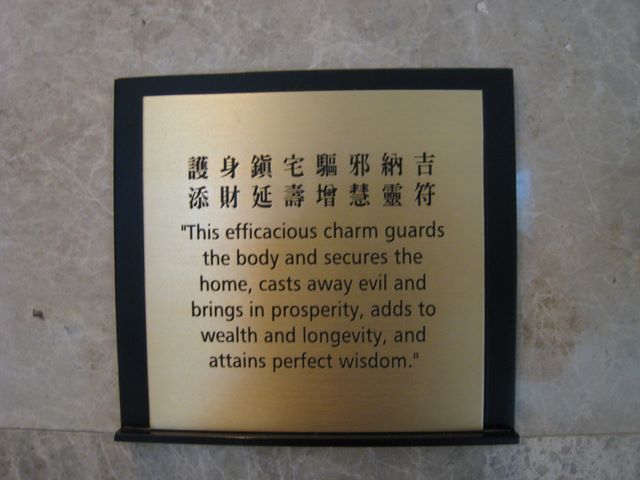 護身鎮宅驅邪納吉
添財延壽增慧靈符
"This efficacious charm guards
the body and secures the
home, casts away evil and
brings in prosperity, adds to
wealth and longevity, and
attains perfect wisdom."